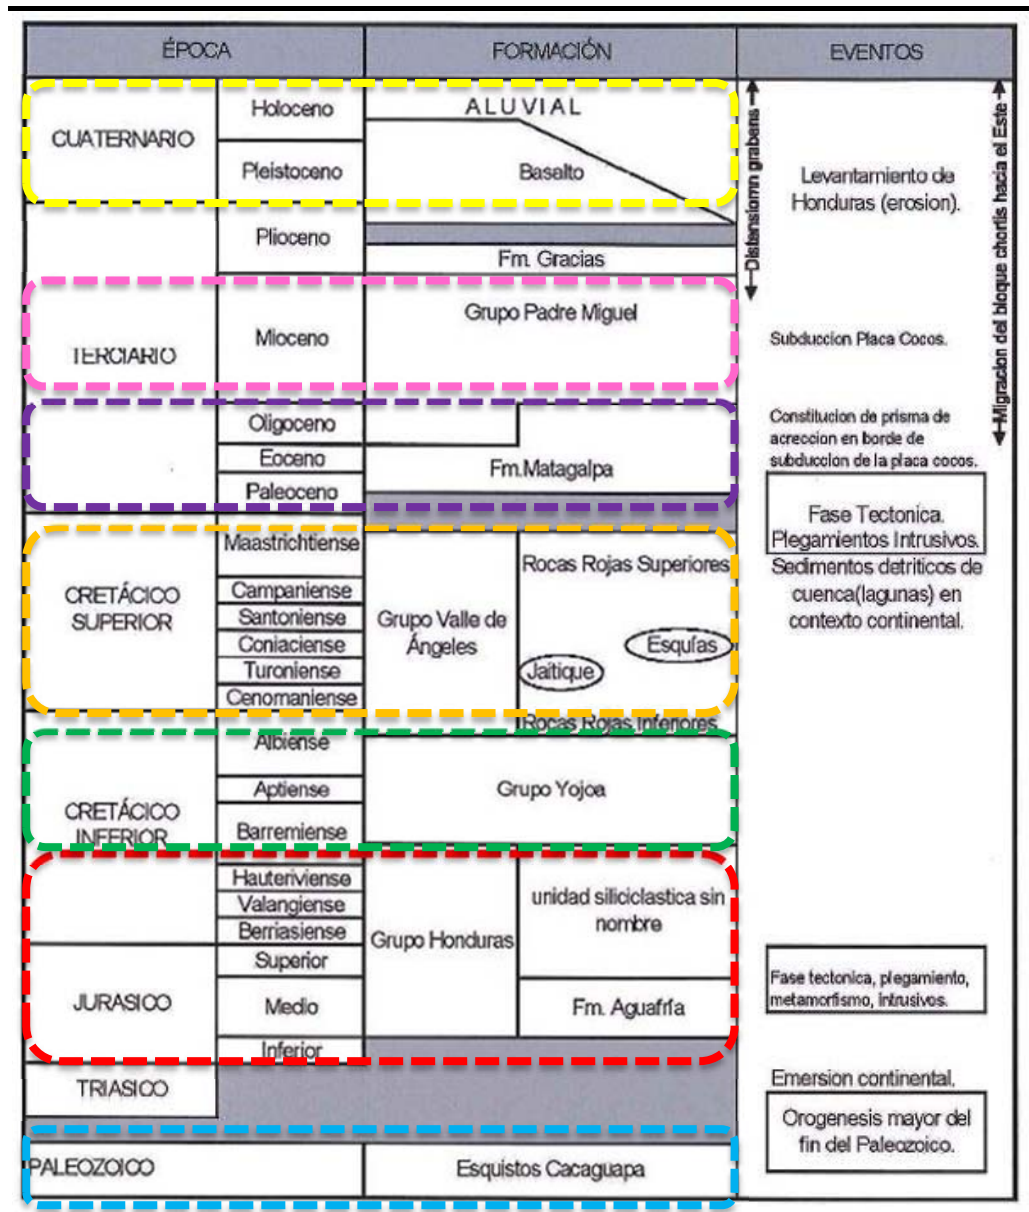 ÉPOCA
FORMACIÓN
EVENTOS
CUATERNARIO
Holoceno
Pleistoceno
ALUVIAL
Basalto
Distensiomn grabens
Levantamiento de
Honduras (erosion).
Migracion del bloque chortis hacia el Este
Plioceno
Fm. Gracias
TERCIARIO
Mioceno
Grupo Padre Miguel
Subduccion Placa Cocos.
Oligoceno
Eoceno
Paleoceno
Fm.Matagalpa
Constitucion de prisma de
acreccion en borde de
subduccion de la placa cocos.
Fase Tectonica.
Plegamientos Intrusivos.
Sedimentos detriticos de
cuenca(lagunas) en
contexto continental.
CRETÁCICO
SUPERIOR
Maastrichtiense
Campaniense
Santoniense
Coniaciense
Turoniense
Cenomaniense
Grupo Valle de
Ángeles
Rocas Rojas Superiores
Esquías
Jaitique
Rocas Rojas Inferiores
CRETÁCICO
INFERIOR
Albiense
Aptiense
Barremiense
Grupo Yojoa
Hauteriviense
Valangiense
Berriasiense
Grupo Honduras
unidad siliciclastica sin
nombre
JURASICO
Superior
Medio
Inferior
Fm. Aguafría
Fase tectonica, plegamiento,
metamorfismo, intrusivos.
TRIASICO
Emersion continental.
Orogenesis mayor del
fin del Paleozoico.
PALEOZOICO
Esquistos Cacaguapa